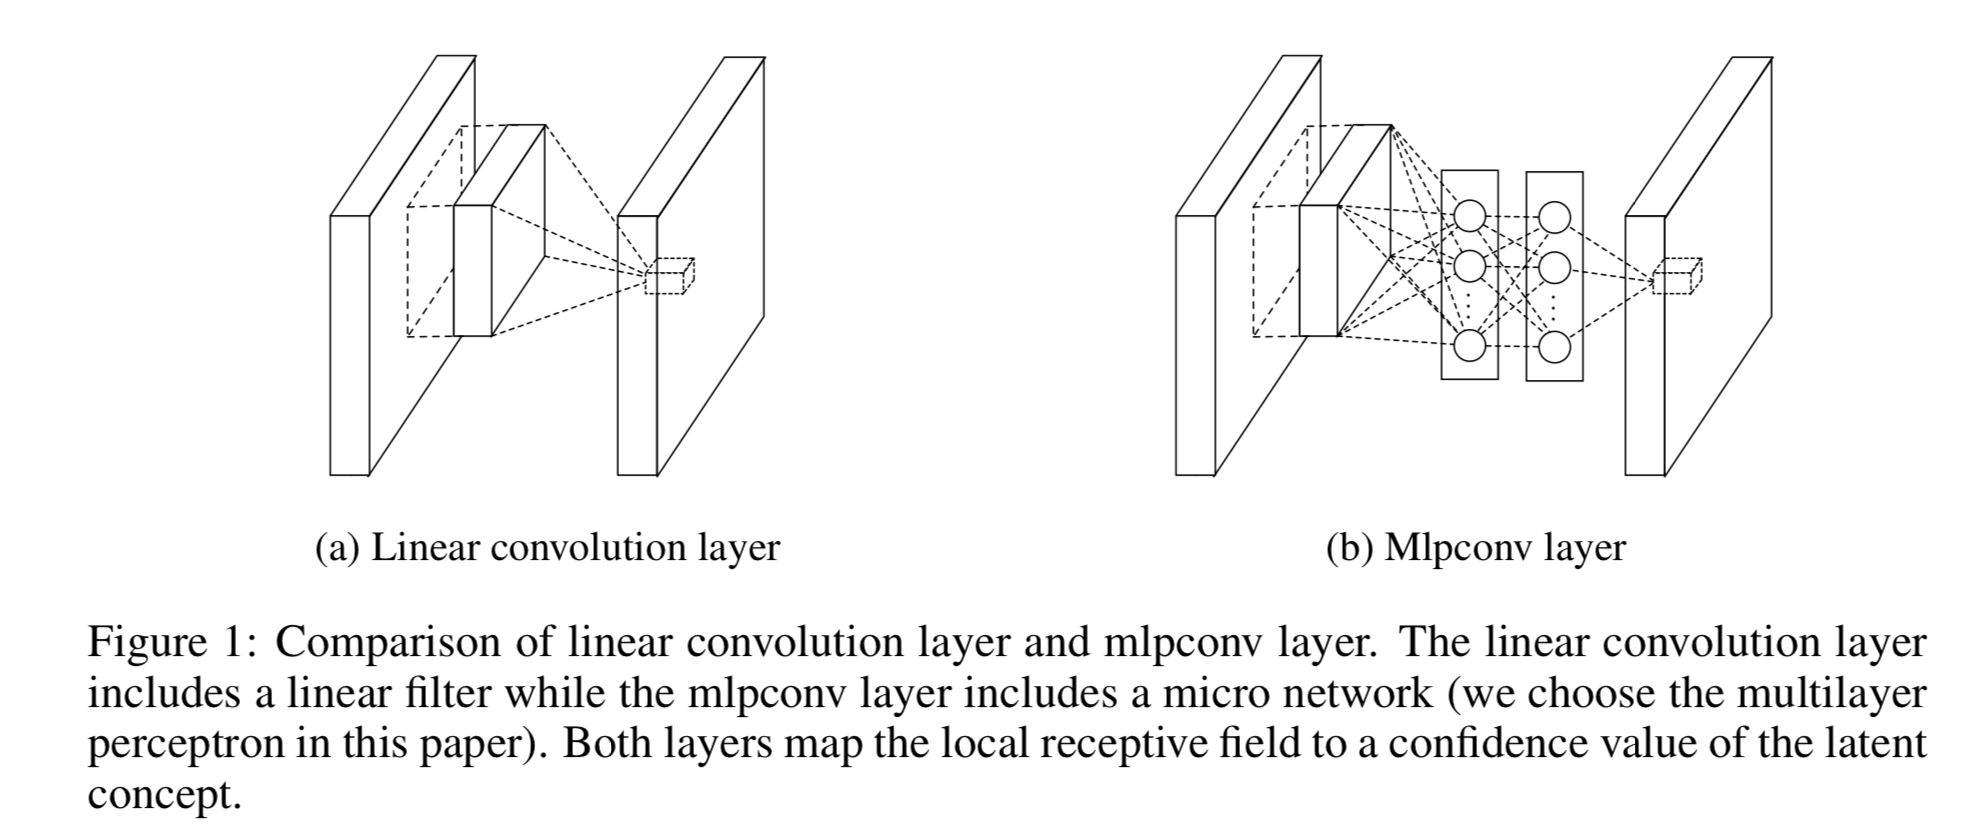 (a) Linear convolution layer
(b) Mlpconv layer
Figure 1: Comparison of linear convolution layer and mlpconv layer. The linear convolution layer
includes a linear filter while the mlpconv layer includes a micro network (we choose the multilayer
perceptron in this paper). Both layers map the local receptive field to a confidence value of the latent
concept.